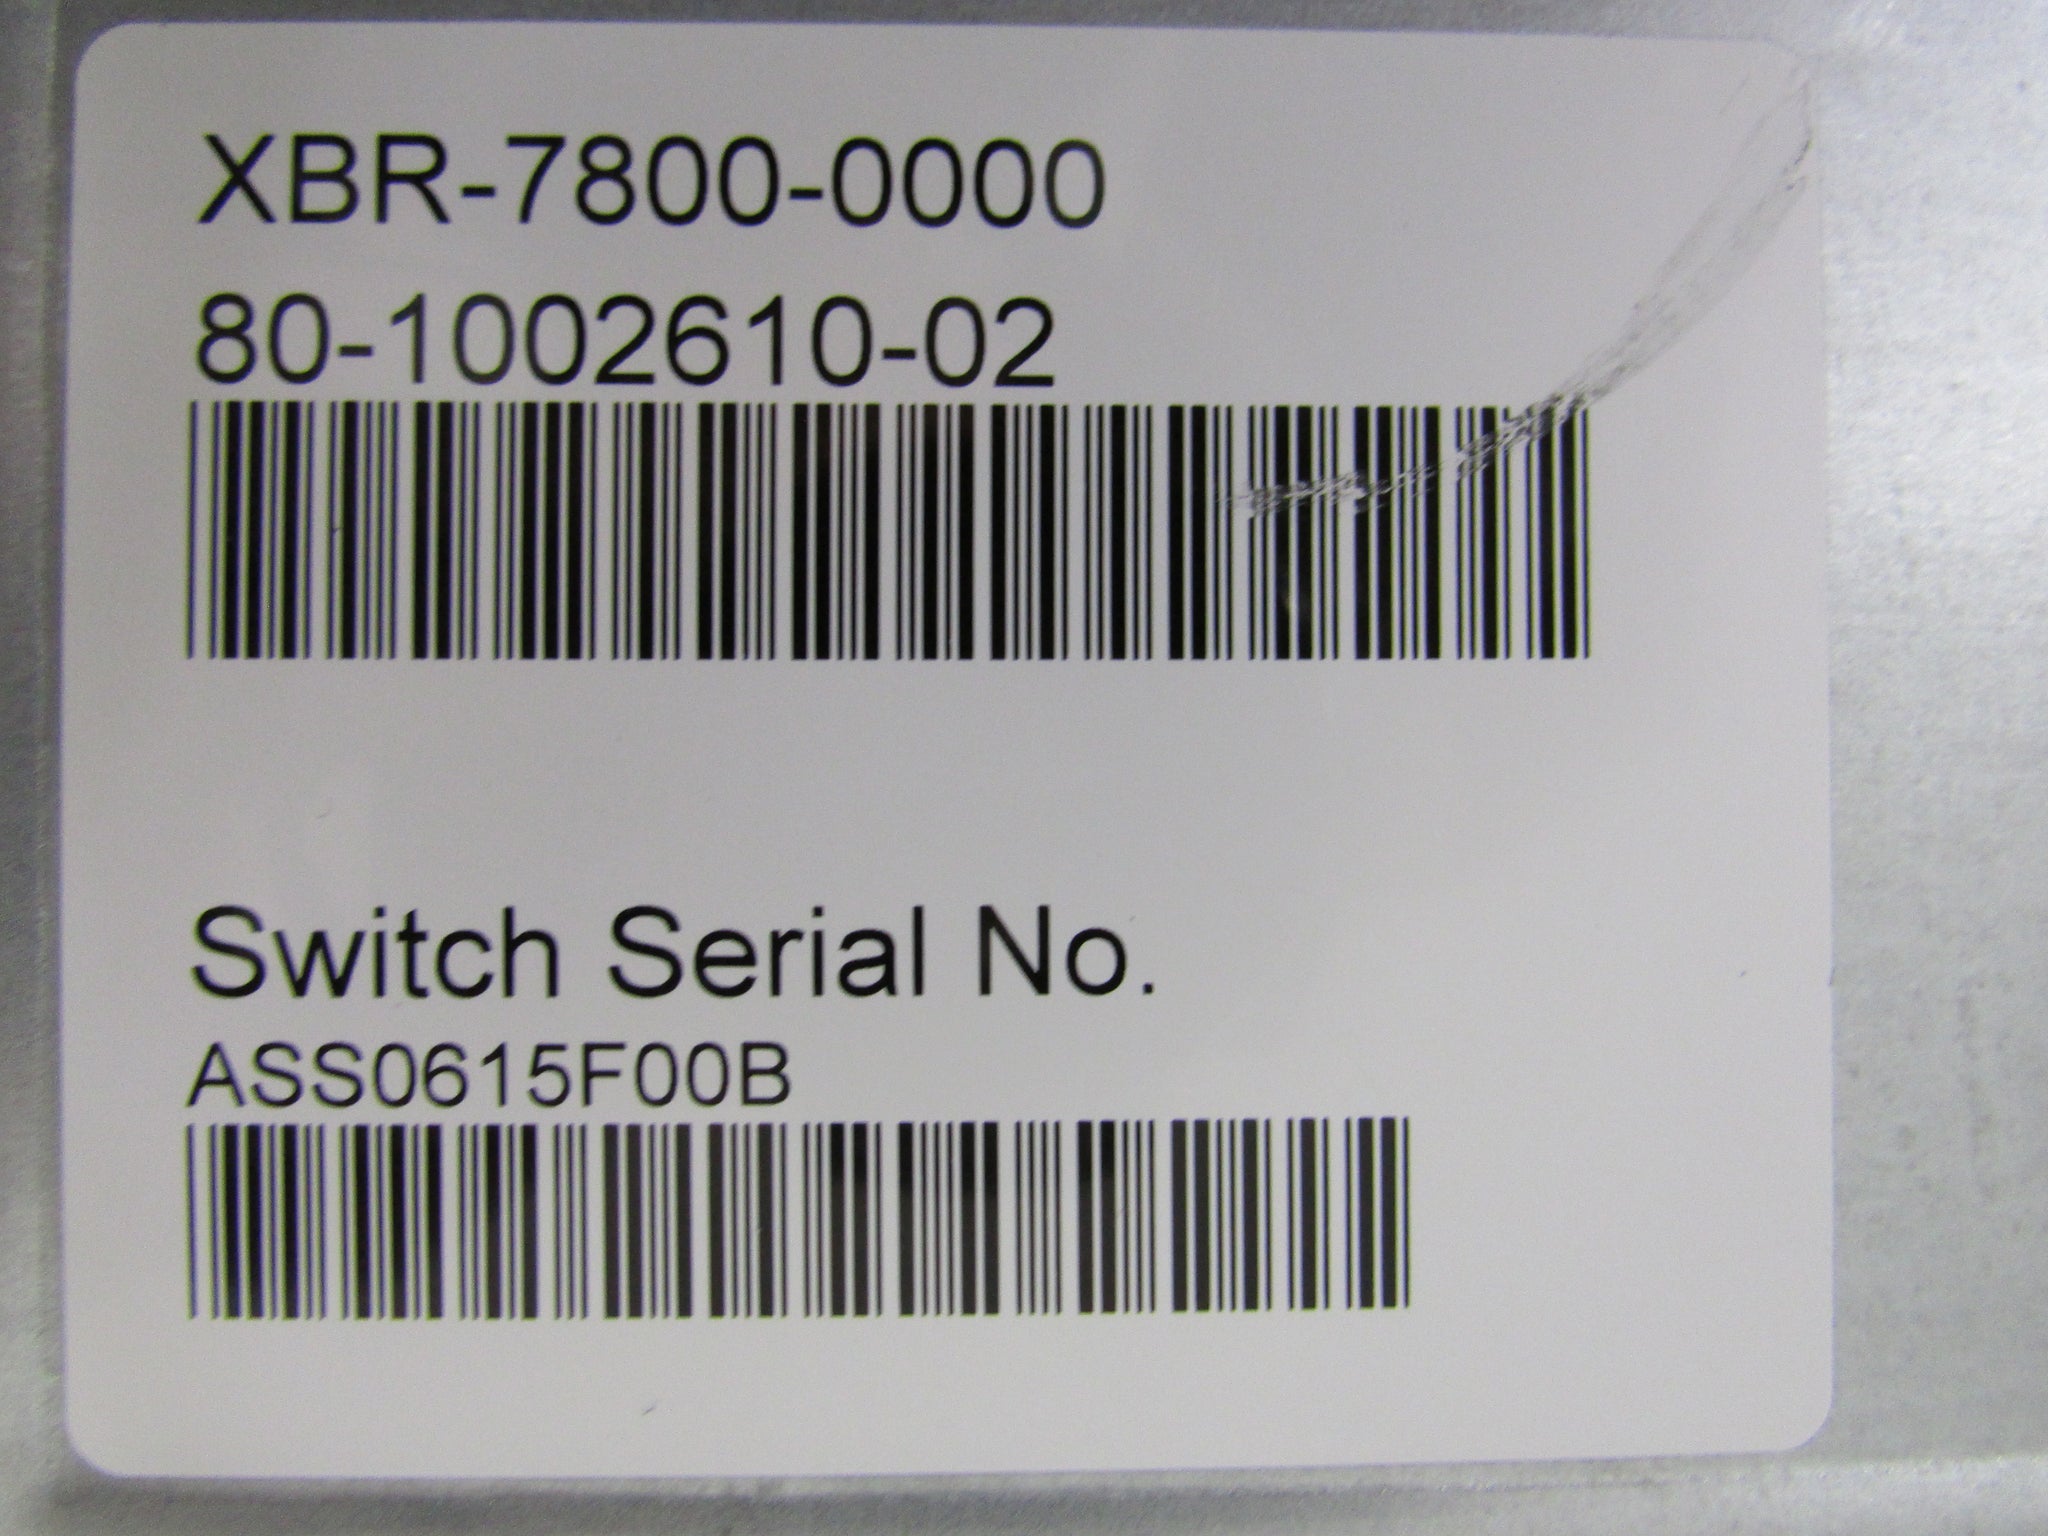 XBR-7800-0000
80-1002610-02
Switch Serial No.
ASS0615F00B